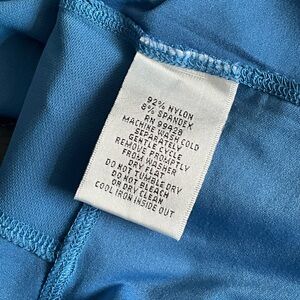 92% NYLON
8% SPANDEX
RN 99428
MACHINE WASH COLD
SEPARATELY
GENTLE CYCLE
REMOVE PROMPTLY
FROM WASHER
DRY FLAT
DO NOT TUMBLE DRY
DO NOT BLEACH
OR DRY CLEAN
COOL IRON INSIDE OUT